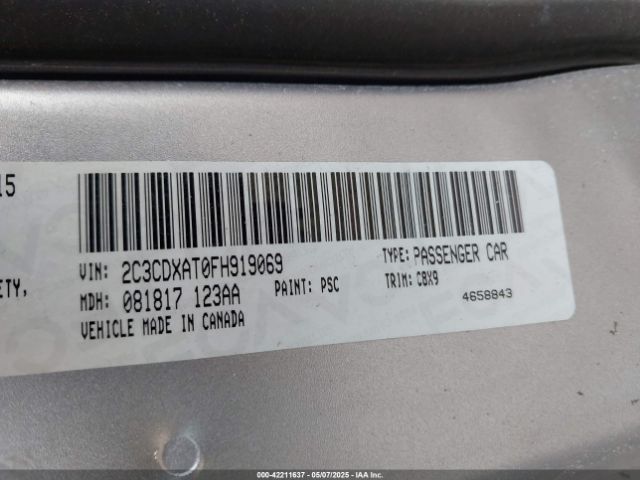 15
VIN: 2C3CDXAT0FH919069
TYPE: PASSENGER CAR
ETY,
MDH: 081817 123AA
PAINT: PSC
TRIM: C8X9
VEHICLE MADE IN CANADA
4658843
000-42211637 - 05/07/2025 - IAA Inc.